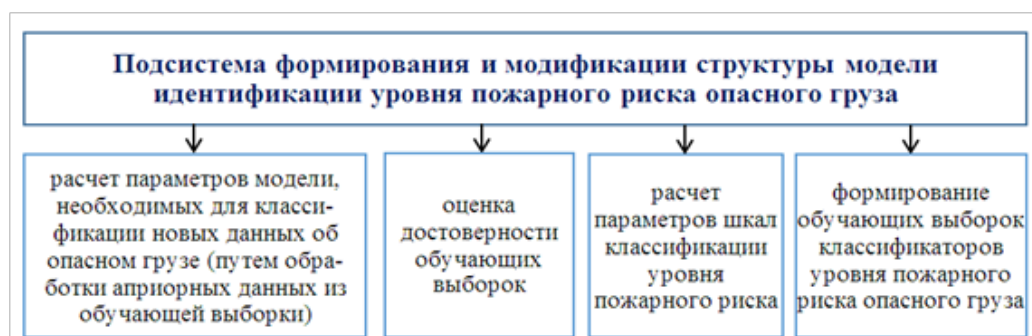 Подсистема формирования и модификации структуры модели
идентификации уровня пожарного риска опасного груза
расчет параметров модели,
необходимых для класси-
фикации новых данных об
опасном грузе (путем обра-
ботки априорных данных из
обучающей выборки)
оценка
достоверности
обучающих
выборок
расчет
параметров шкал
классификации
уровня
пожарного риска
формирование
обучающих выборок
классификаторов
уровня пожарного
риска опасного груза